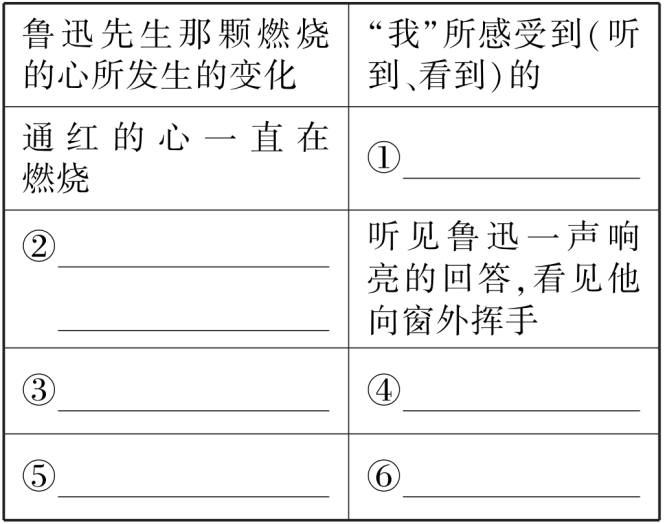 鲁迅先生那颗燃烧
的心所发生的变化
“我”所感受到(听
到、看到)的
通红的心一直在
燃烧
①
②
听见鲁迅一声响
亮的回答,看见他
向窗外挥手
③
④
⑤
⑥